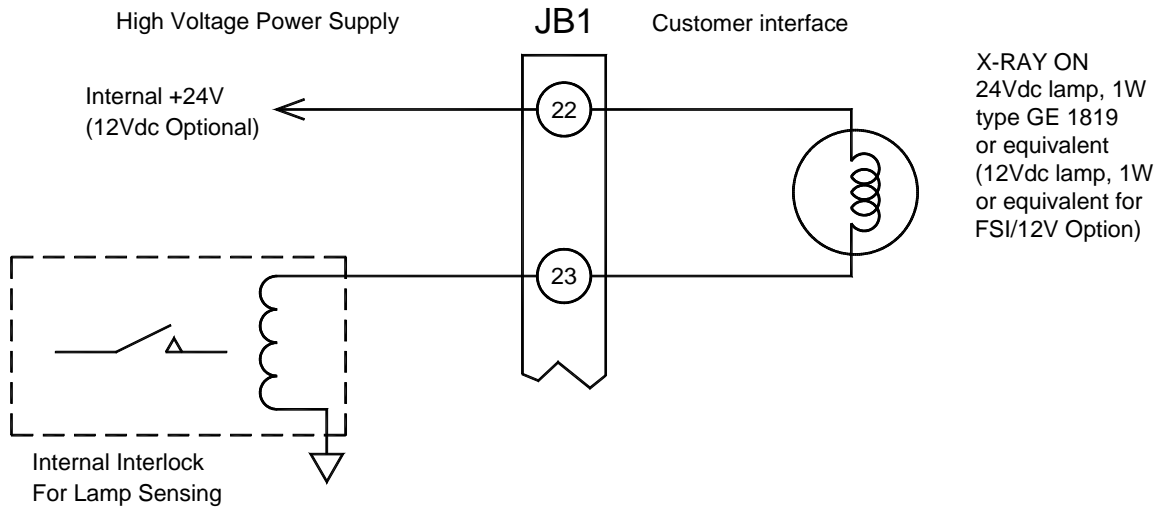 High Voltage Power Supply
JB1
Customer interface
Internal +24V
(12Vdc Optional)
22
X-RAY ON
24Vdc lamp, 1W
type GE 1819
or equivalent
(12Vdc lamp, 1W
or equivalent for
FSI/12V Option)
23
Internal Interlock
For Lamp Sensing